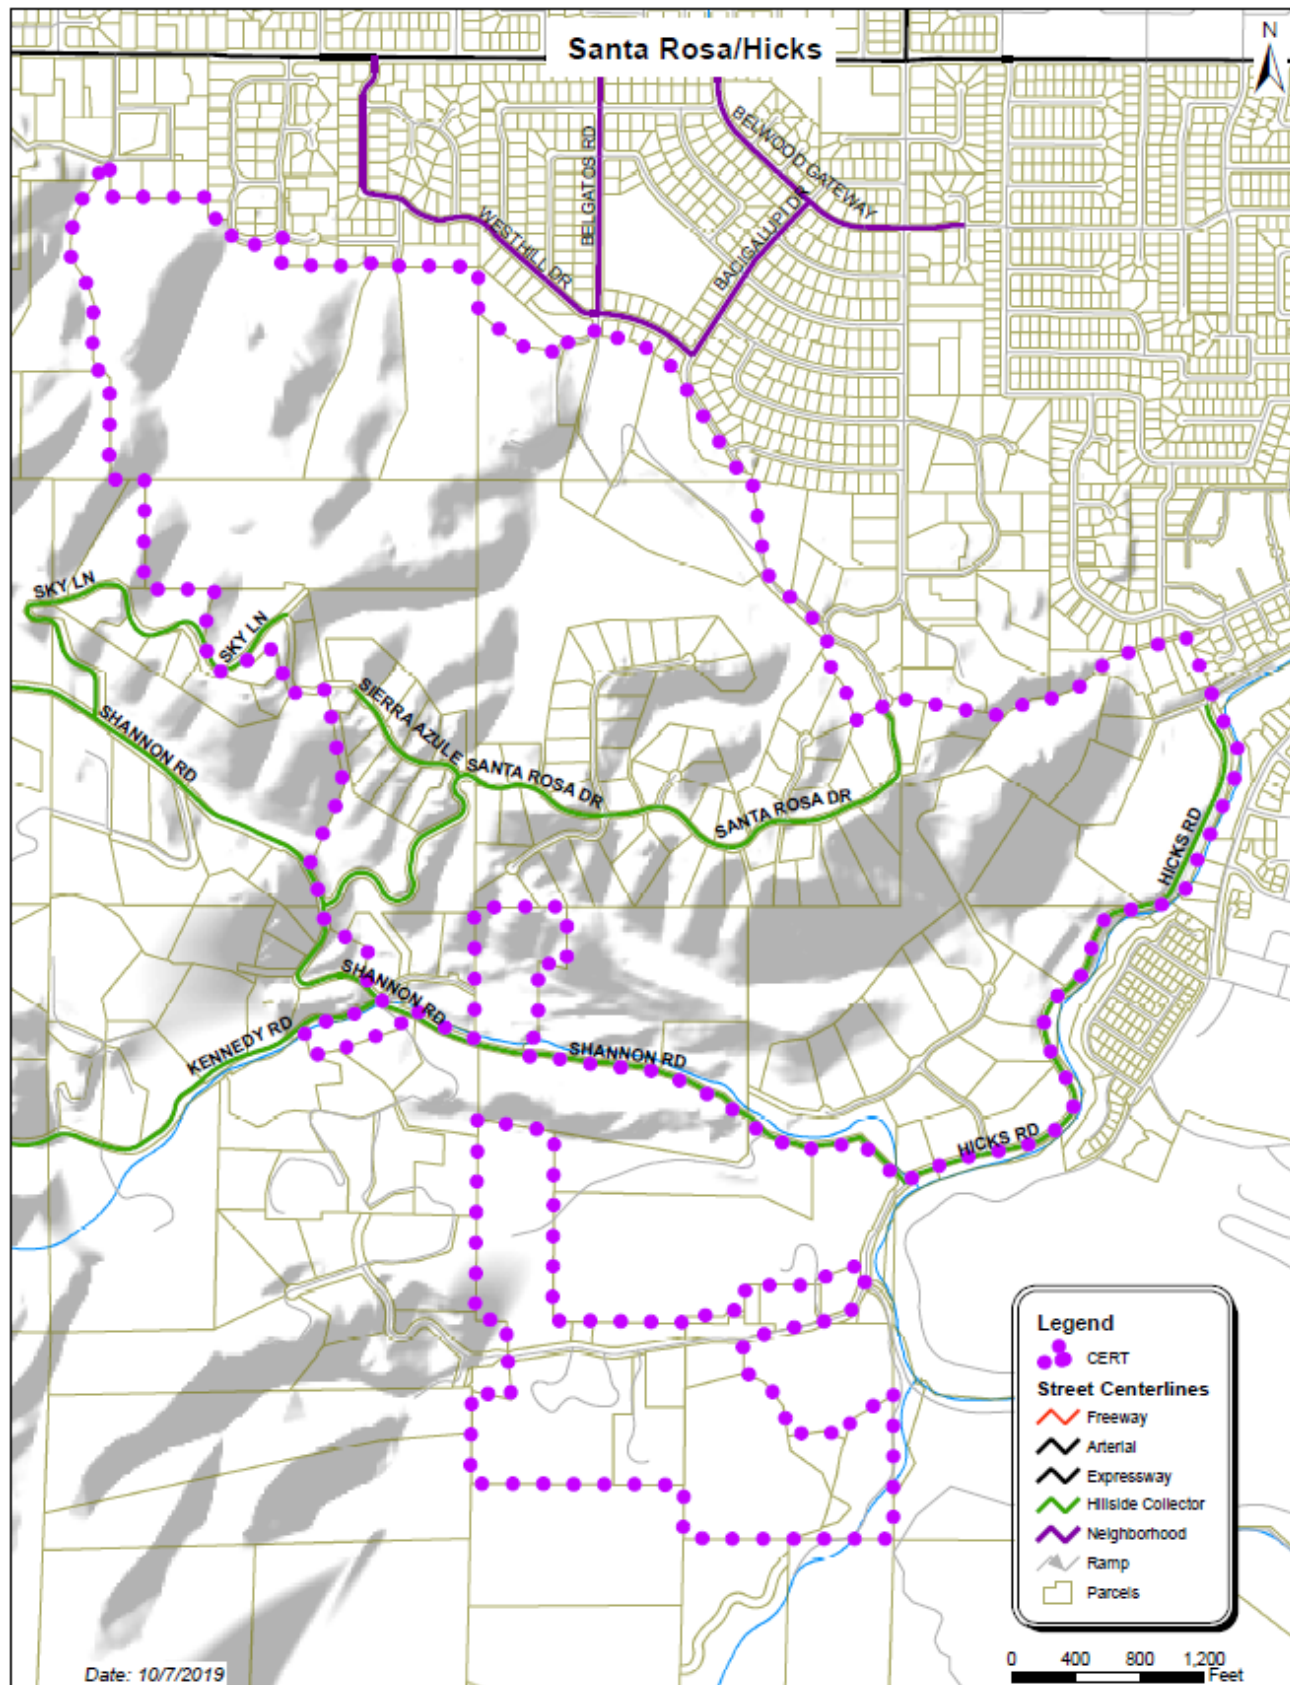 Santa Rosa/Hicks
N
BELWOOD GATEWAY
BELGATOS RD
BACIGALUPI DR
WESTHILL DR
SKY LN
SKY LN
SIERRA AZULE
SHANNON RD
SANTA ROSA DR
SANTA ROSA DR
HICKS RD
SHANNON RD
KENNEDY RD
SHANNON RD
HICKS RD
Legend
CERT
Street Centerlines
Freeway
Arterial
Expressway
Hillside Collector
Neighborhood
Ramp
Parcels
0 400 800 1,200
Feet
Date: 10/7/2019